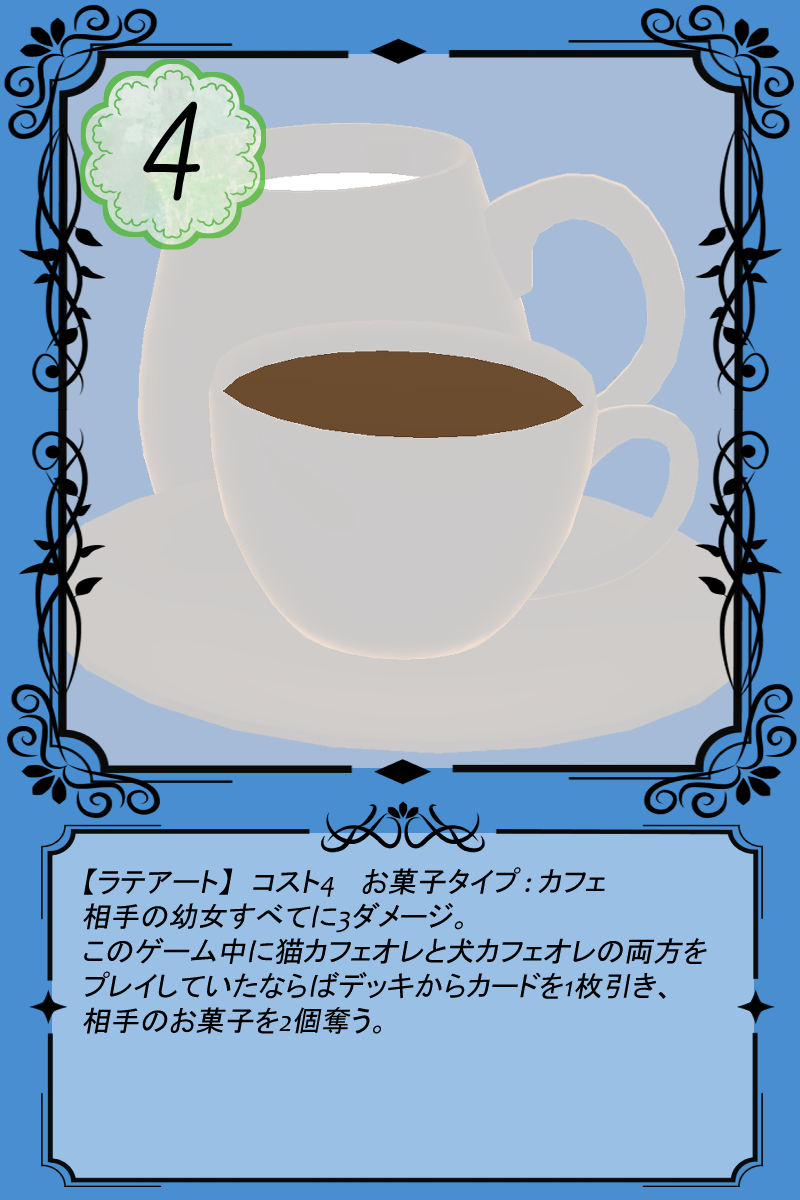 4
【ラテアート】 コスト4 お菓子タイプ:カフェ
相手の幼女すべてに3ダメージ。
このゲーム中に猫カフェオレと犬カフェオレの両方を
プレイしていたならばデッキからカードを1枚引き、
相手のお菓子を2個奪う。